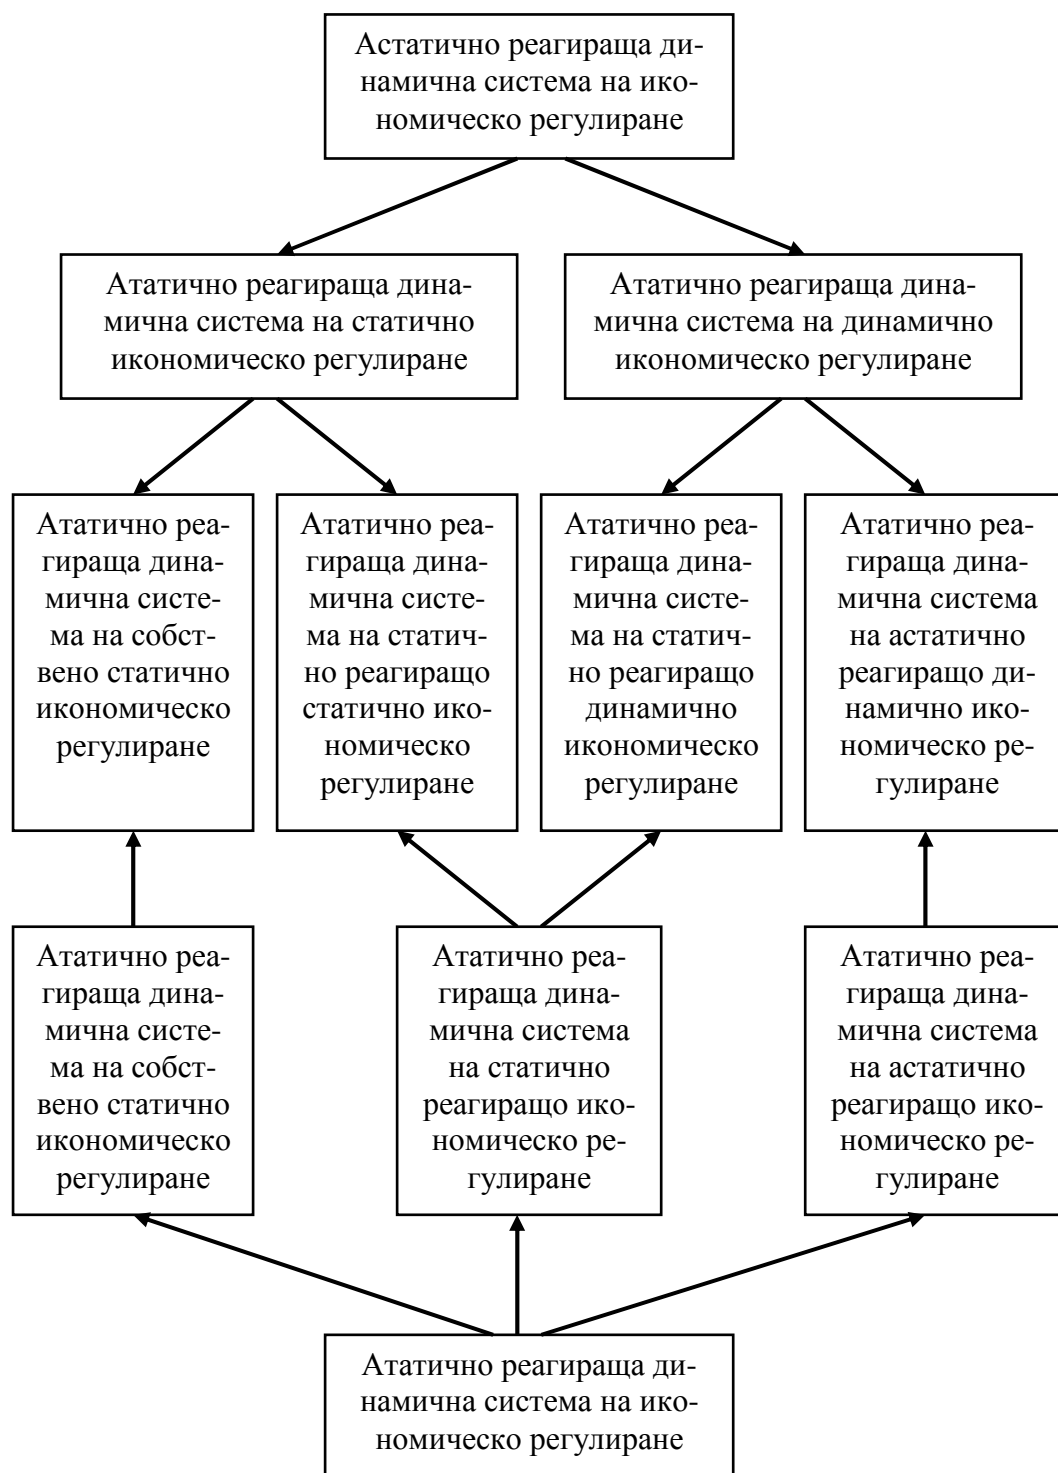 Астатично реагираща ди-
намична система на ико-
номическо регулиране
Ататично реагираща дина-
мична система на статично
икономическо регулиране
Ататично реагираща дина-
мична система на динамично
икономическо регулиране
Ататично реа-
гираща дина-
мична систе-
ма на собст-
вено статично
икономическо
регулиране
Ататично реа-
гираща дина-
мична систе-
ма на статич-
но реагиращо
статично ико-
номическо
регулиране
Ататично реа-
гираща дина-
мична систе-
ма на статич-
но реагиращо
динамично
икономическо
регулиране
Ататично реа-
гираща дина-
мична система
на астатично
реагиращо ди-
намично ико-
номическо ре-
гулиране
Ататично реа-
гираща дина-
мична систе-
ма на собст-
вено статично
икономическо
регулиране
Ататично реа-
гираща дина-
мична система
на статично
реагиращо ико-
номическо ре-
гулиране
Ататично реа-
гираща дина-
мична система
на астатично
реагиращо ико-
номическо ре-
гулиране
Ататично реагираща ди-
намична система на ико-
номическо регулиране